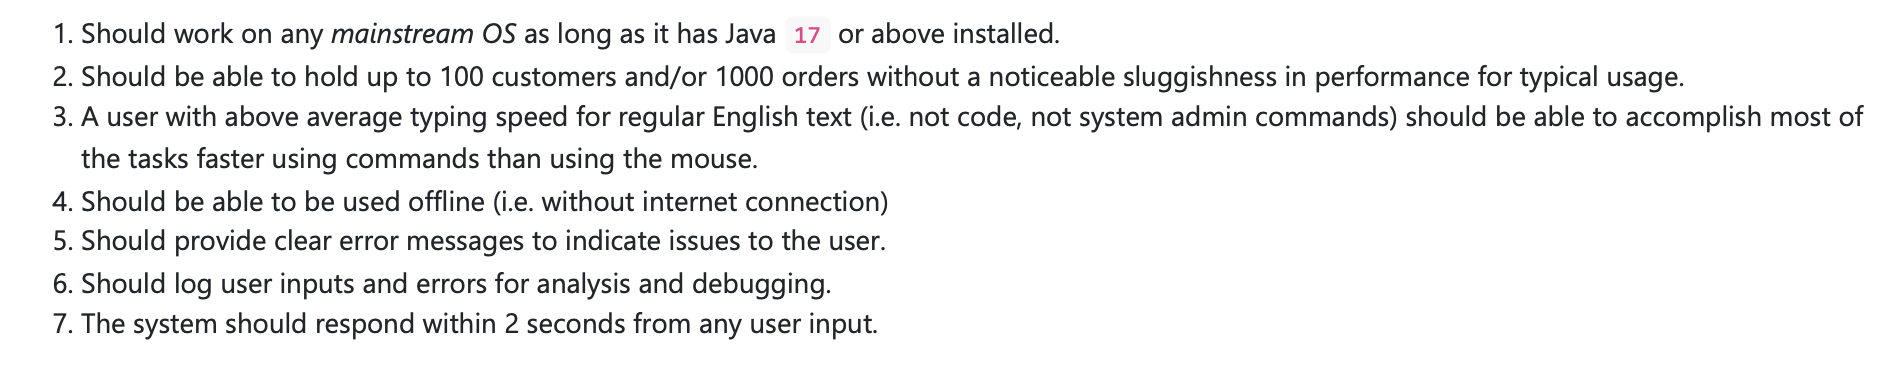 1. Should work on any mainstream OS as long as it has Java 17 or above installed.
2. Should be able to hold up to 100 customers and/or 1000 orders without a noticeable sluggishness in performance for typical usage.
3. A user with above average typing speed for regular English text (i.e. not code, not system admin commands) should be able to accomplish most of
the tasks faster using commands than using the mouse.
4. Should be able to be used offline (i.e. without internet connection)
5. Should provide clear error messages to indicate issues to the user.
6. Should log user inputs and errors for analysis and debugging.
7. The system should respond within 2 seconds from any user input.